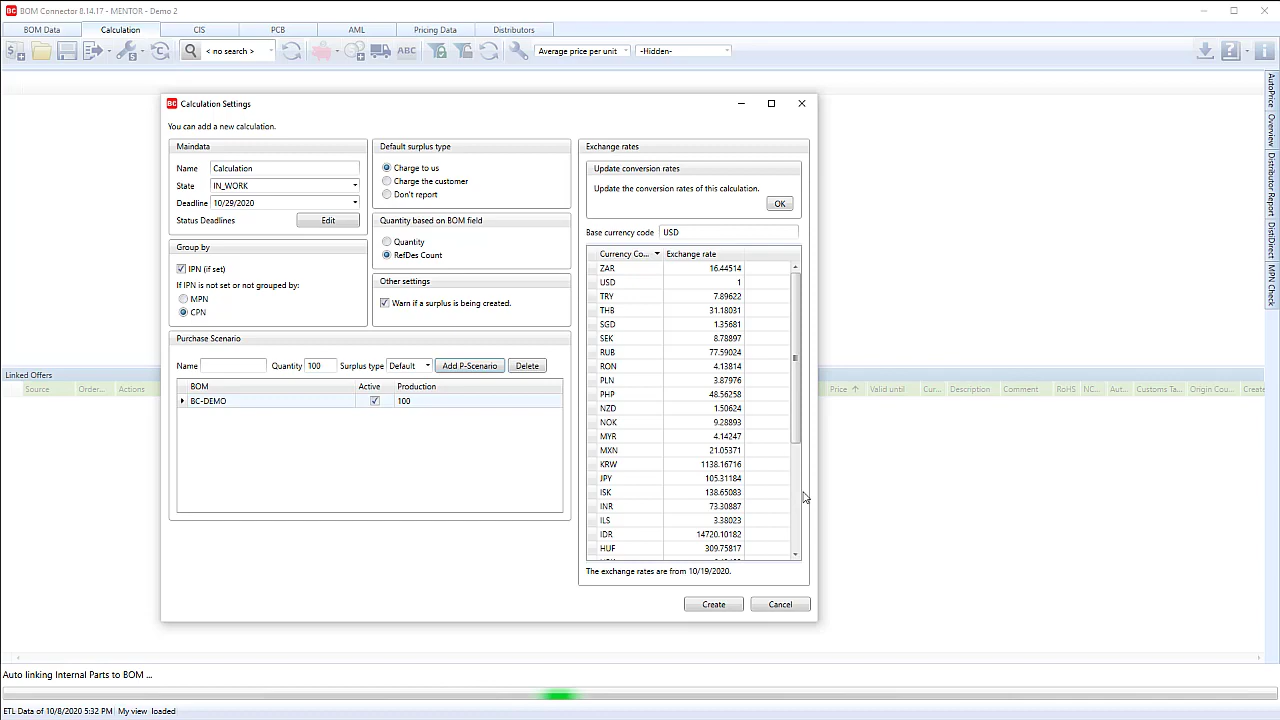 BC BOM Connector 8.14.17 - MENTOR - Demo 2
BOM Data Calculation CIS PCB AML Pricing Data Distributors
< no search > ABC Average price per unit -Hidden-
BC Calculation Settings
You can add a new calculation.
Maindata
Name Calculation
State IN_WORK
Deadline 10/29/2020
Status Deadlines Edit
Group by
IPN (if set)
If IPN is not set or not grouped by:
MPN
CPN
Default surplus type
Charge to us
Charge the customer
Don't report
Quantity based on BOM field
Quantity
RefDes Count
Other settings
Warn if a surplus is being created.
Purchase Scenario
Name Quantity 100 Surplus type Default Add P-Scenario Delete
BOM Active Production
BC-DEMO 100
Exchange rates
Update conversion rates
Update the conversion rates of this calculation.
OK
Base currency code USD
Currency Co... Exchange rate
ZAR 16.44514
USD 1
TRY 7.89622
THB 31.18031
SGD 1.35681
SEK 8.78897
RUB 77.59024
RON 4.13814
PLN 3.87976
PHP 48.56258
NZD 1.50624
NOK 9.28893
MYR 4.14247
MXN 21.05371
KRW 1138.16716
JPY 105.31184
ISK 138.65083
INR 73.30887
ILS 3.38023
IDR 14720.10182
HUF 309.75817
The exchange rates are from 10/19/2020.
Create Cancel
AutoPrice
Overview
Distributor Report
DistDirect
MPN Check
Linked Offers
Source Order... Actions Price Valid until Cur... Description Comment RoHS NC... Aut... Customs Ta... Origin Cou... Create
Auto linking Internal Parts to BOM ...
ETL Data of 10/8/2020 5:32 PM My view loaded